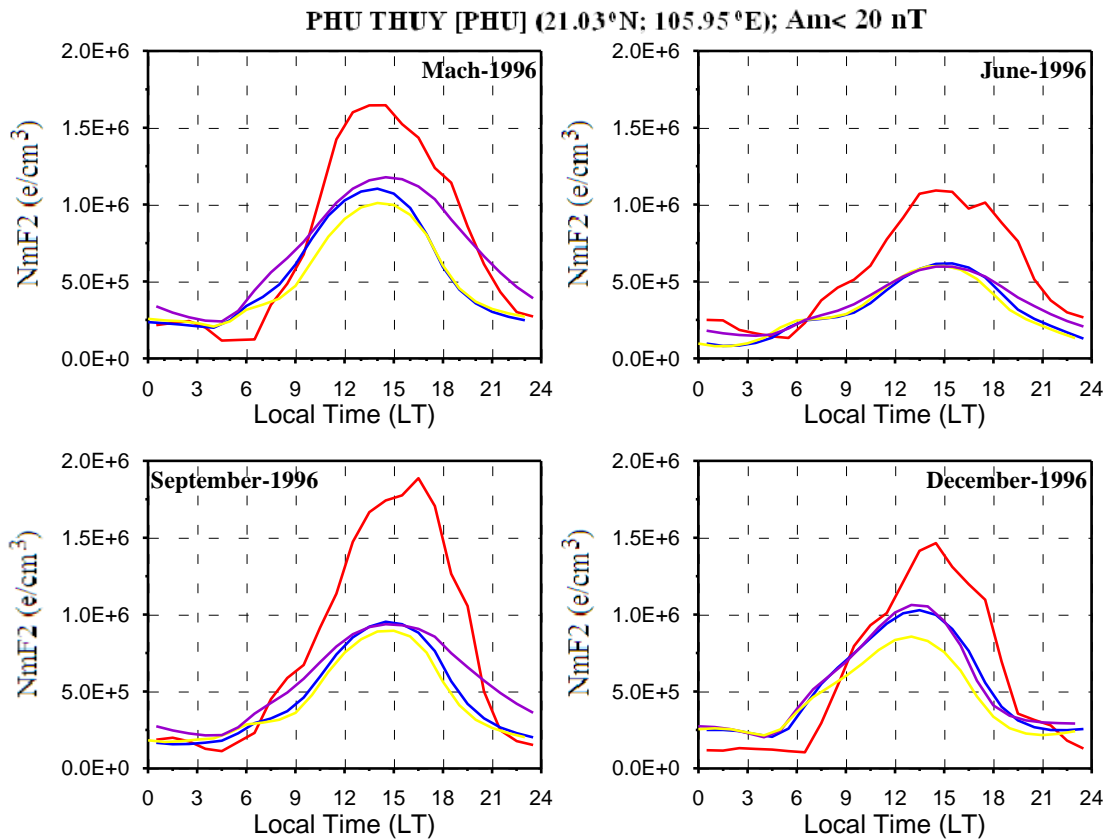 PHU THUY [PHU] (21.03⁰N; 105.95⁰E); Am< 20 nT
Mach-1996
NmF2 (e/cm³)
2.0E+6
1.5E+6
1.0E+6
5.0E+5
0.0E+0
0 3 6 9 12 15 18 21 24
Local Time (LT)
June-1996
NmF2 (e/cm³)
2.0E+6
1.5E+6
1.0E+6
5.0E+5
0.0E+0
0 3 6 9 12 15 18 21 24
Local Time (LT)
September-1996
NmF2 (e/cm³)
2.0E+6
1.5E+6
1.0E+6
5.0E+5
0.0E+0
0 3 6 9 12 15 18 21 24
Local Time (LT)
December-1996
NmF2 (e/cm³)
2.0E+6
1.5E+6
1.0E+6
5.0E+5
0.0E+0
0 3 6 9 12 15 18 21 24
Local Time (LT)